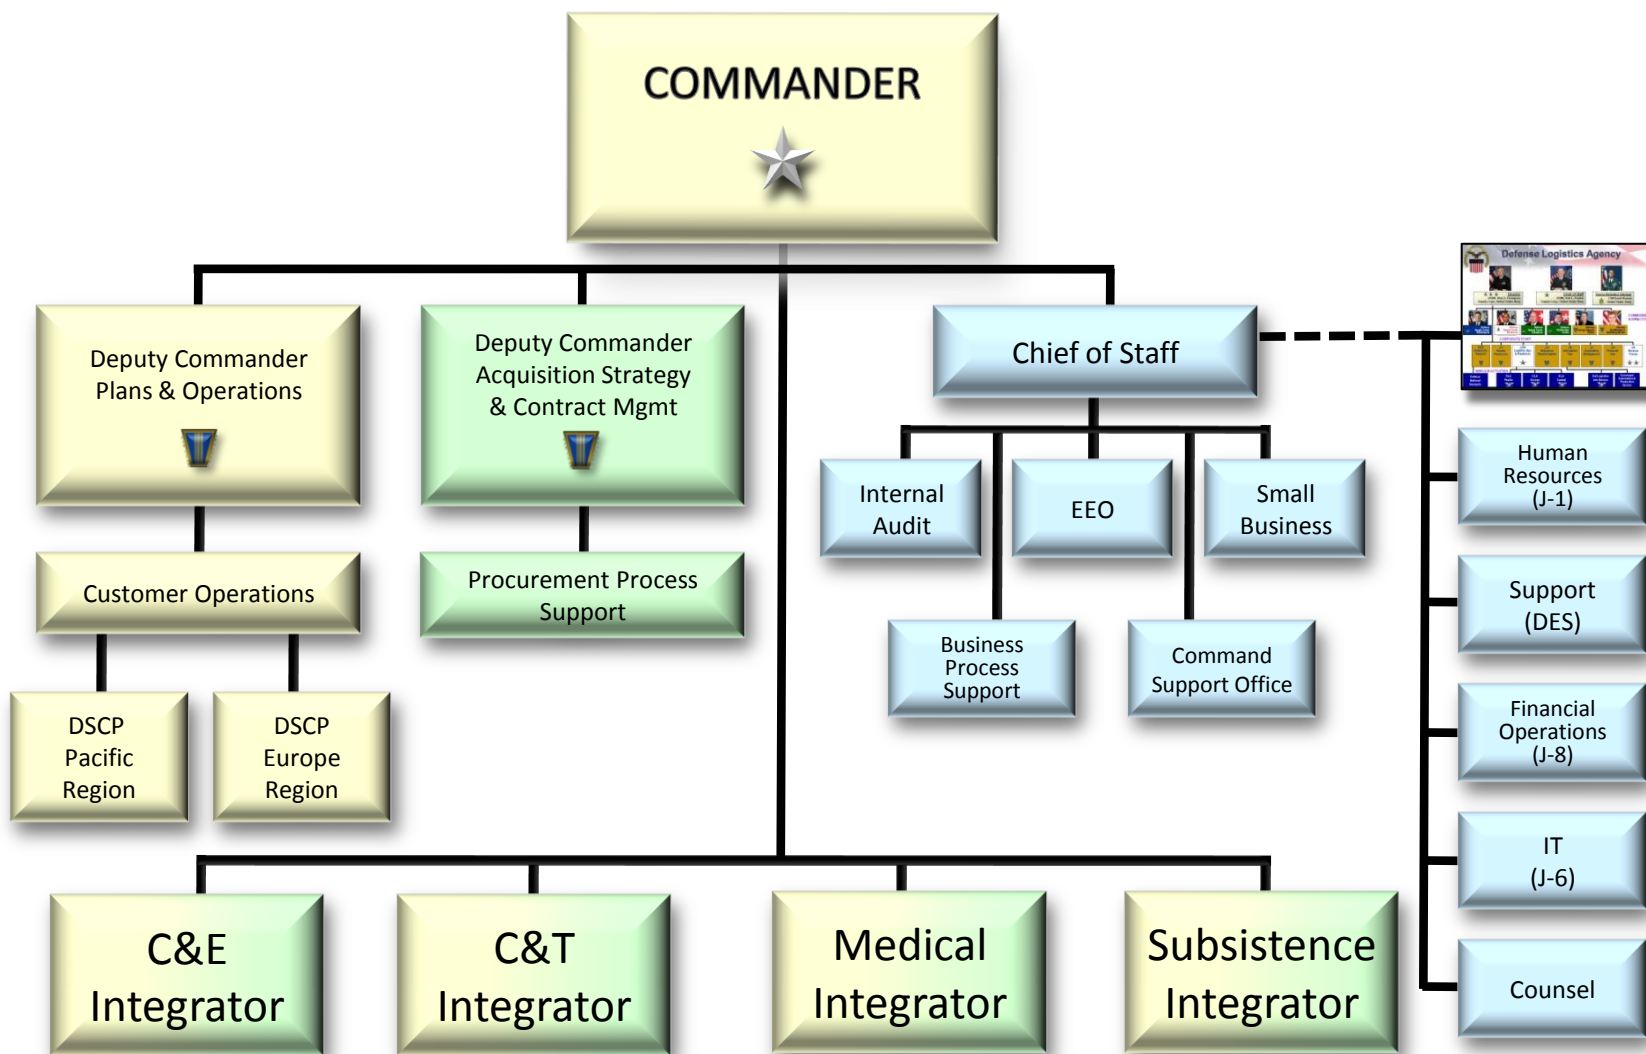 COMMANDER
Defense Logistics Agency
Deputy Commander
Plans & Operations
Deputy Commander
Acquisition Strategy
& Contract Mgmt
Chief of Staff
Human
Resources
(J-1)
Internal
Audit
EEO
Small
Business
Customer Operations
Procurement Process
Support
Support
(DES)
Business
Process
Support
Command
Support Office
DSCP
Pacific
Region
DSCP
Europe
Region
Financial
Operations
(J-8)
IT
(J-6)
C&E
Integrator
C&T
Integrator
Medical
Integrator
Subsistence
Integrator
Counsel